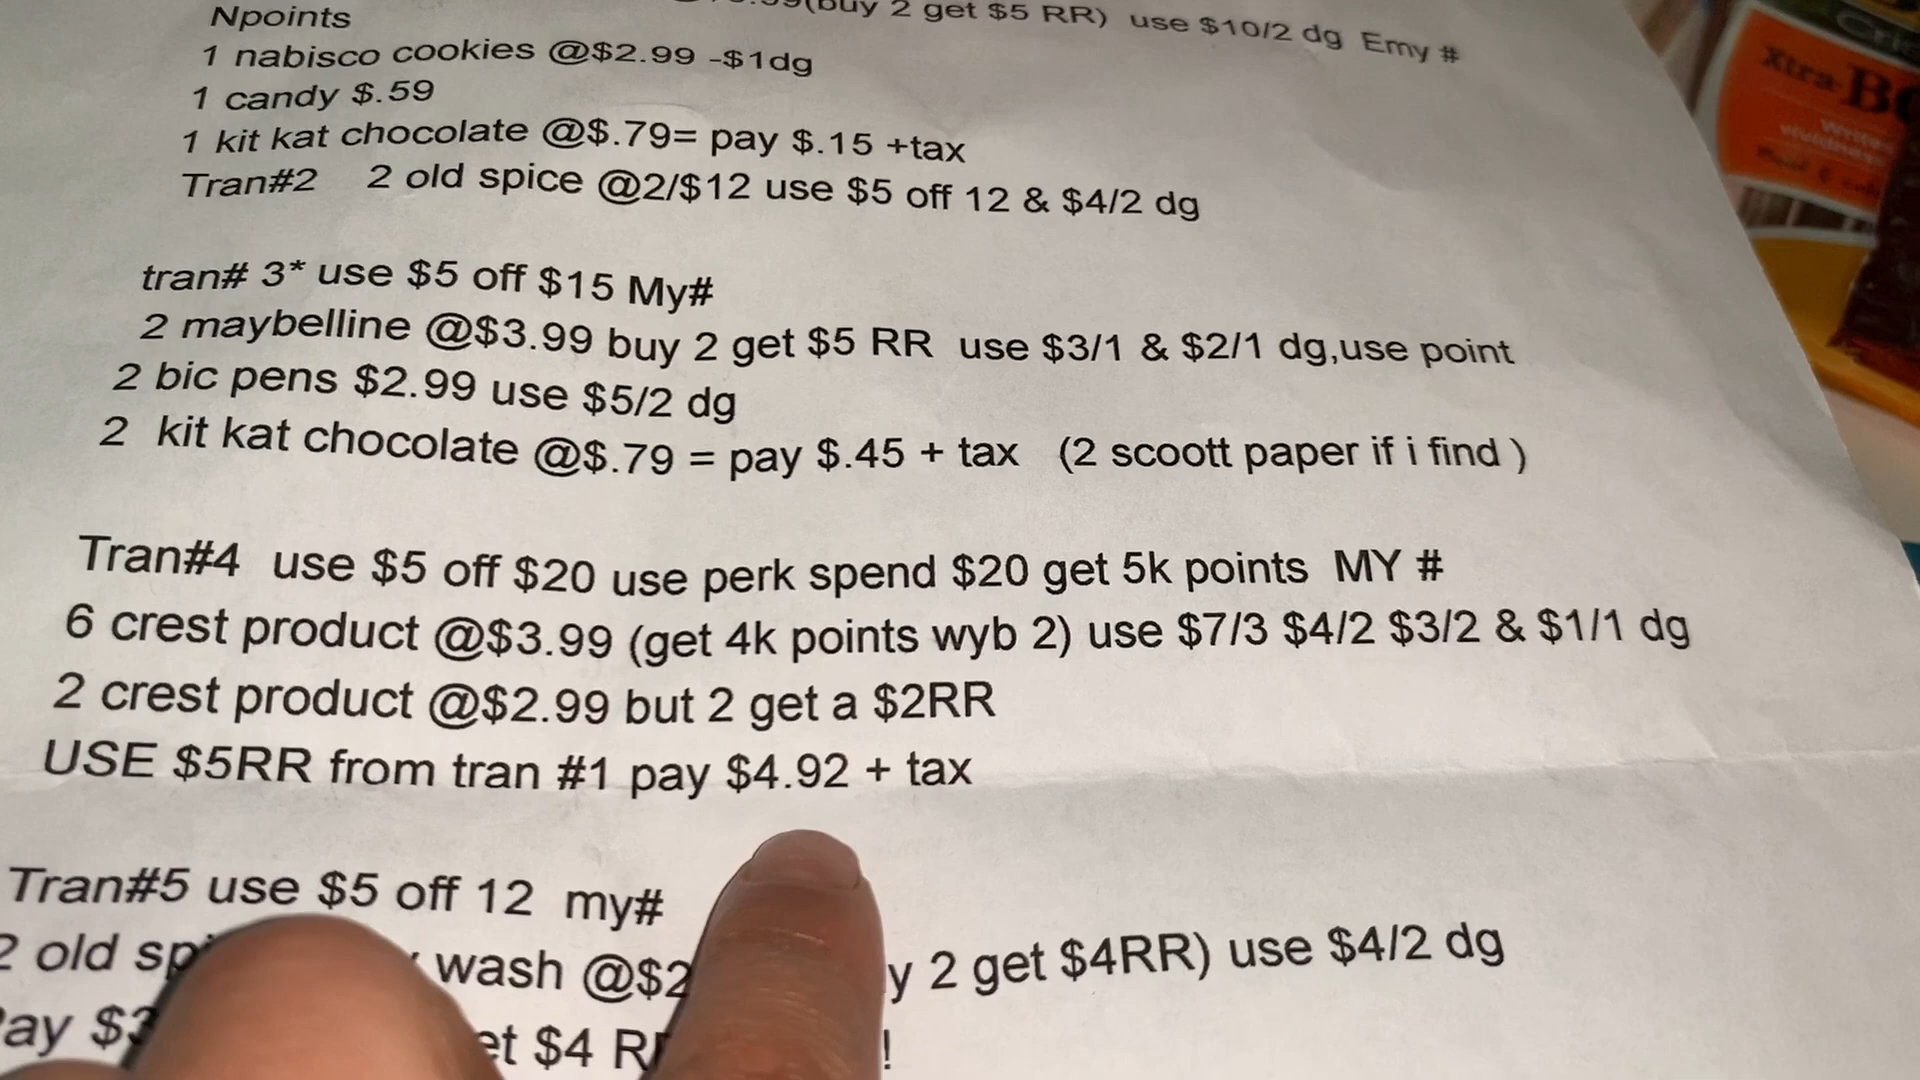 (buy 2 get $5 RR) use $10/2 dg Emy #
Npoints
1 nabisco cookies @$2.99 -$1dg
1 candy $.59
1 kit kat chocolate @$.79= pay $.15 +tax
Tran#2 2 old spice @2/$12 use $5 off 12 & $4/2 dg
tran# 3* use $5 off $15 My#
2 maybelline @$3.99 buy 2 get $5 RR use $3/1 & $2/1 dg,use point
2 bic pens $2.99 use $5/2 dg
2 kit kat chocolate @$.79 = pay $.45 + tax (2 scoott paper if i find )
Tran#4 use $5 off $20 use perk spend $20 get 5k points MY #
6 crest product @$3.99 (get 4k points wyb 2) use $7/3 $4/2 $3/2 & $1/1 dg
2 crest product @$2.99 but 2 get a $2RR
USE $5RR from tran #1 pay $4.92 + tax
Tran#5 use $5 off 12 my#
2 old wash @$2 2 get $4RR) use $4/2 dg
$3 $4 !
Xtra-